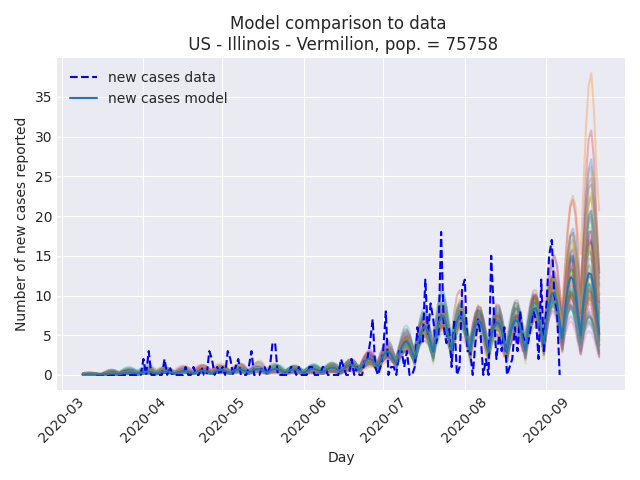 Model comparison to data
US - Illinois - Vermilion, pop. = 75758
new cases data
new cases model
Number of new cases reported
35
30
25
20
15
10
5
0
2020-03
2020-04
2020-05
2020-06
2020-07
2020-08
2020-09
Day